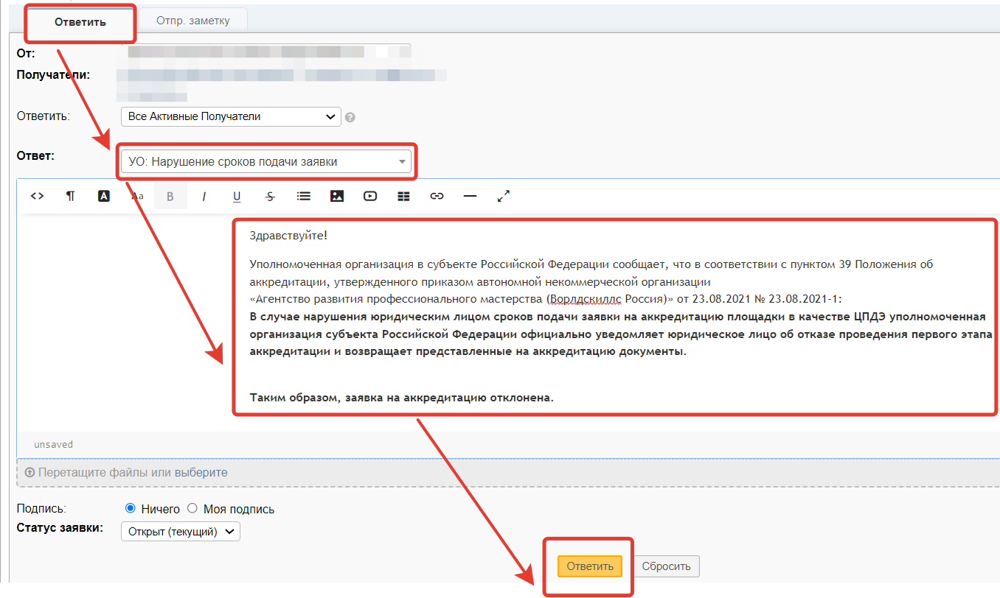 Ответить
Отпр. заметку
От:
Получатели:
Ответить:
Все Активные Получатели
Ответ:
УО: Нарушение сроков подачи заявки
Aa B I U S
Здравствуйте!
Уполномоченная организация в субъекте Российской Федерации сообщает, что в соответствии с пунктом 39 Положения об
аккредитации, утвержденного приказом автономной некоммерческой организации
«Агентство развития профессионального мастерства (Ворлдскиллс Россия)» от 23.08.2021 № 23.08.2021-1:
В случае нарушения юридическим лицом сроков подачи заявки на аккредитацию площадки в качестве ЦПДЭ уполномоченная
организация субъекта Российской Федерации официально уведомляет юридическое лицо об отказе проведения первого этапа
аккредитации и возвращает представленные на аккредитацию документы.
Таким образом, заявка на аккредитацию отклонена.
unsaved
Перетащите файлы или выберите
Подпись:
Ничего
Моя подпись
Статус заявки:
Открыт (текущий)
Ответить
Сбросить